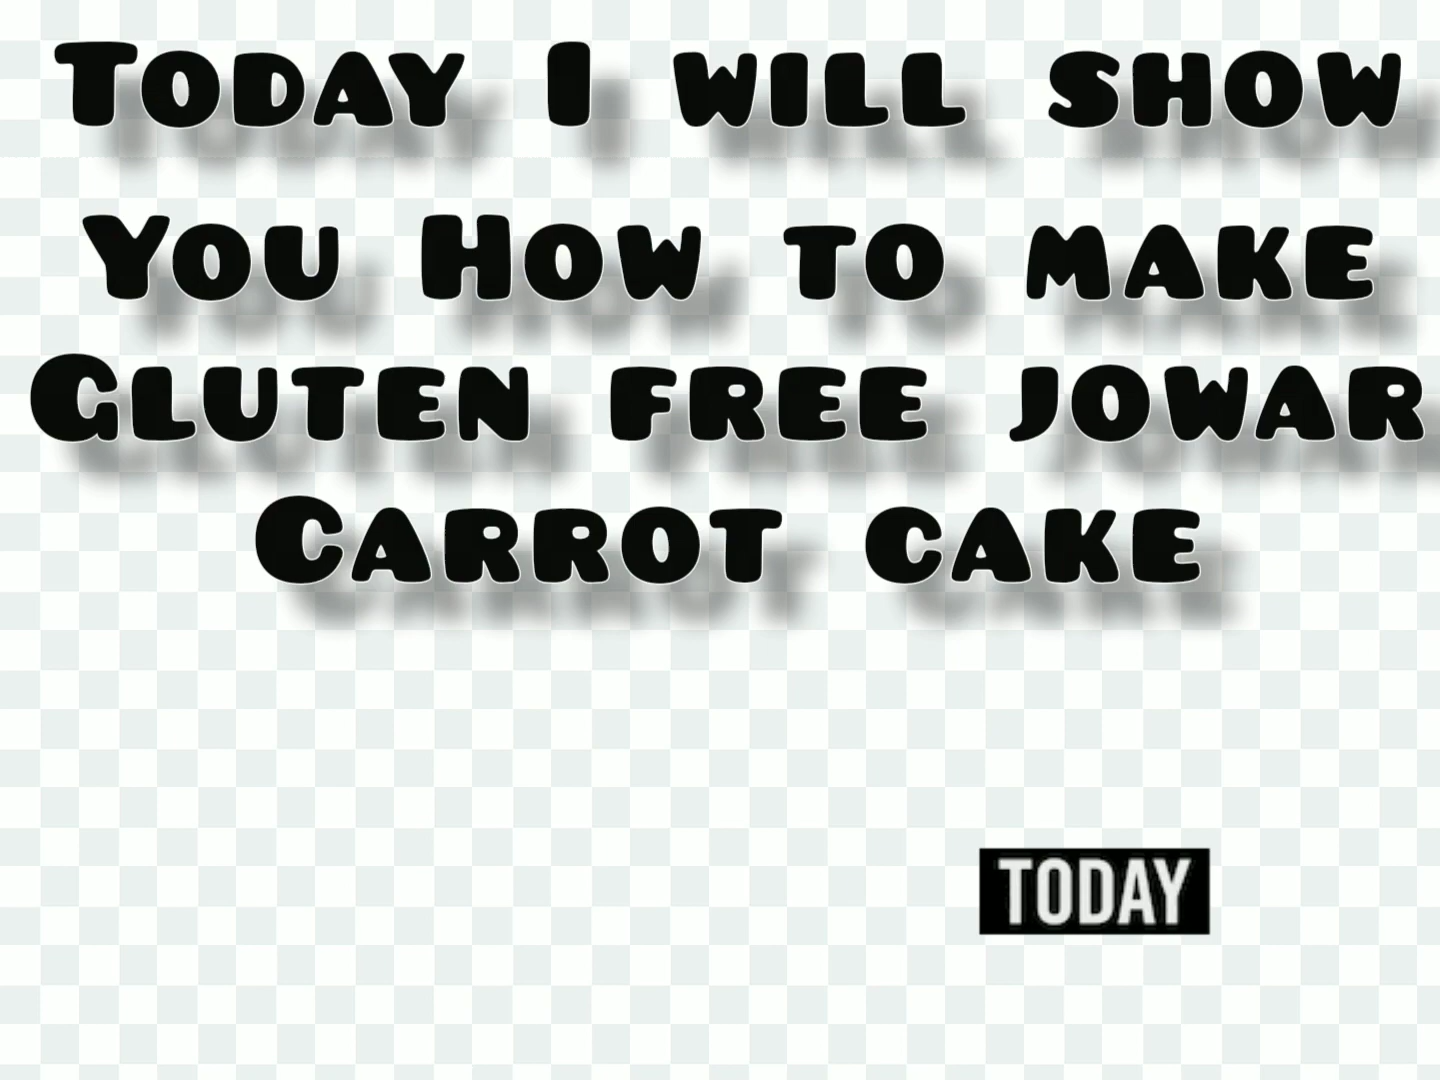 Today I will show
You How to make
Gluten free jowar
Carrot cake
TODAY